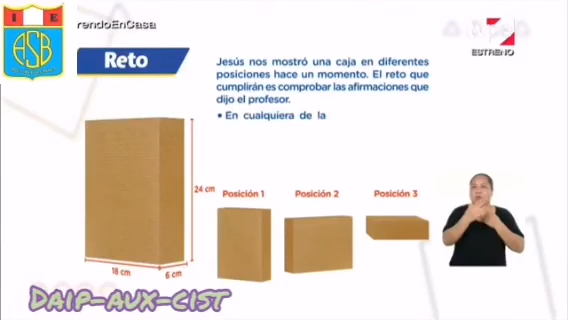 I E
ASB
rendoEnCasa
ESTRENO
Reto
Jesús nos mostró una caja en diferentes
posiciones hace un momento. El reto que
cumplirán es comprobar las afirmaciones que
dijo el profesor.
• En cualquiera de la
24 cm
18 cm
6 cm
Posición 1
Posición 2
Posición 3
DAIP-AUX-CIST